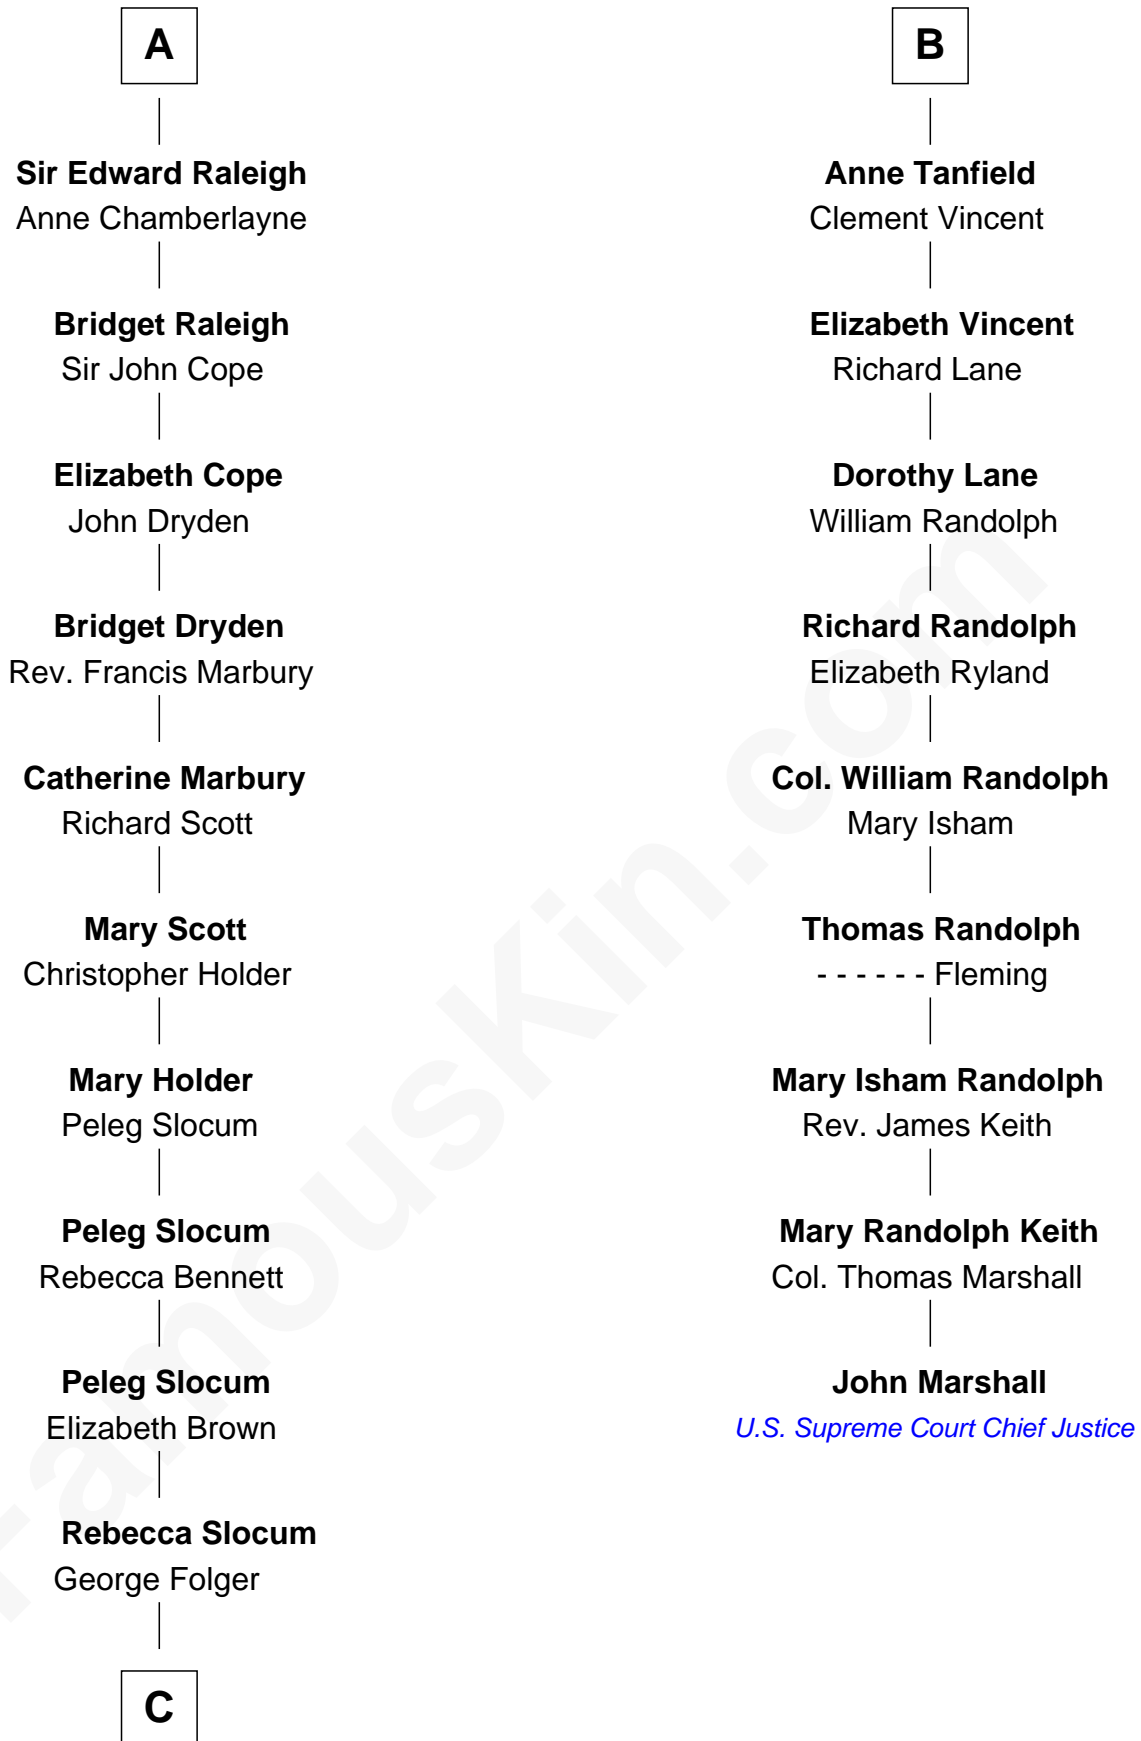 A
Sir Edward Raleigh
Anne Chamberlayne
Bridget Raleigh
Sir John Cope
Elizabeth Cope
John Dryden
Bridget Dryden
Rev. Francis Marbury
Catherine Marbury
Richard Scott
Mary Scott
Christopher Holder
Mary Holder
Peleg Slocum
Peleg Slocum
Rebecca Bennett
Peleg Slocum
Elizabeth Brown
Rebecca Slocum
George Folger
C
B
Anne Tanfield
Clement Vincent
Elizabeth Vincent
Richard Lane
Dorothy Lane
William Randolph
Richard Randolph
Elizabeth Ryland
Col. William Randolph
Mary Isham
Thomas Randolph
- - - - - - Fleming
Mary Isham Randolph
Rev. James Keith
Mary Randolph Keith
Col. Thomas Marshall
John Marshall
U.S. Supreme Court Chief Justice
FamousKin.com